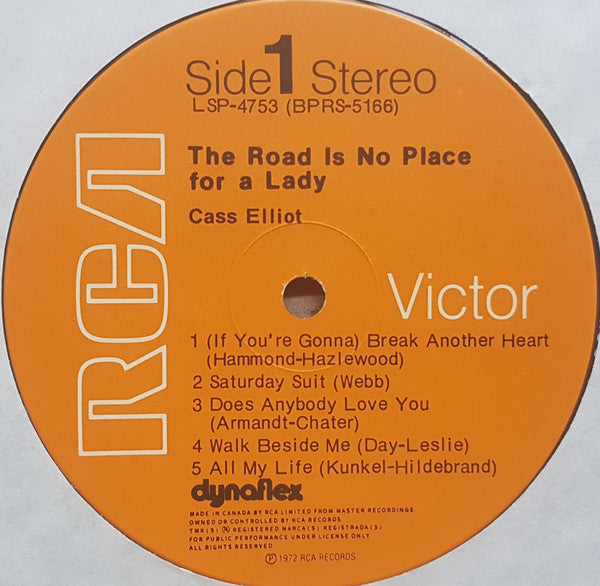 Side 1 Stereo
LSP-4753 (BPRS-5166)
The Road Is No Place
for a Lady
Cass Elliot
RCA
Victor
1 (If You're Gonna) Break Another Heart
(Hammond-Hazlewood)
2 Saturday Suit (Webb)
3 Does Anybody Love You
(Armandt-Chater)
4 Walk Beside Me (Day-Leslie)
5 All My Life (Kunkel-Hildebrand)
dynaflex
MADE IN CANADA BY RCA LIMITED FROM MASTER RECORDINGS
OWNED OR CONTROLLED BY RCA RECORDS
TMK(S) ® REGISTERED MARCA(S) REGISTRADA(S)
FOR PUBLIC PERFORMANCE UNDER LICENSE ONLY
ALL RIGHTS RESERVED
℗ 1972 RCA RECORDS